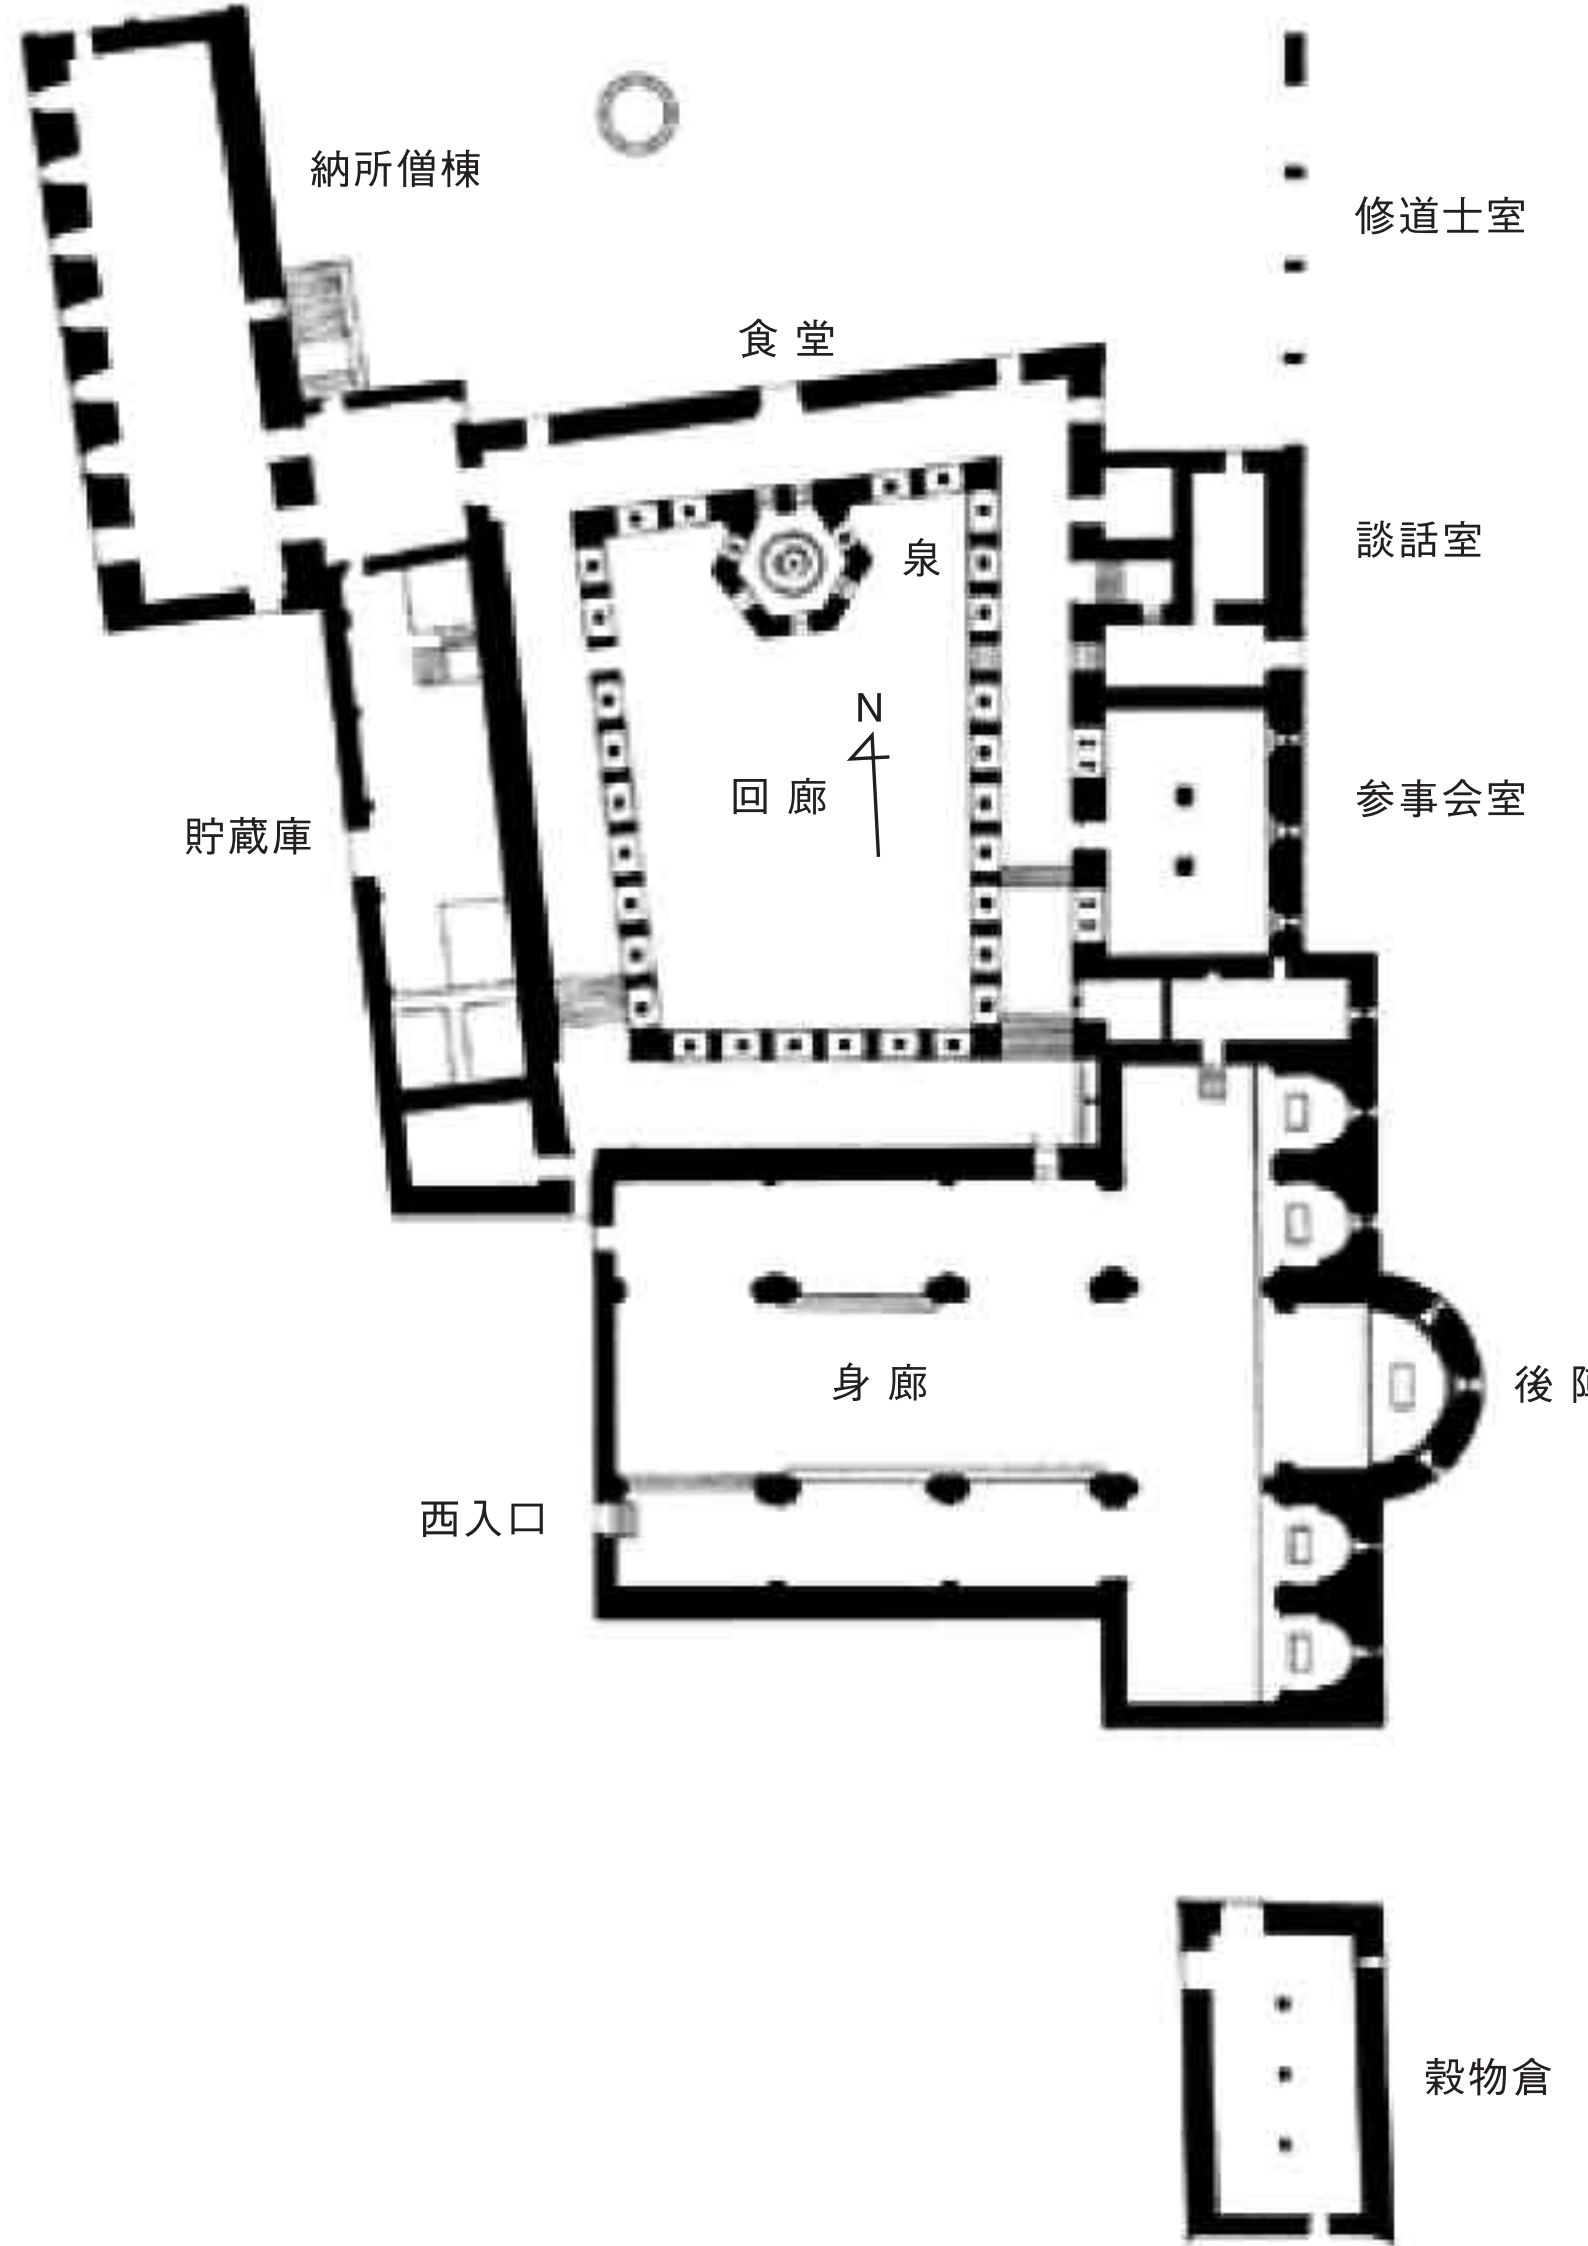 納所僧棟
修道士室
食堂
談話室
泉
N
回廊
参事会室
貯蔵庫
身廊
後
西入口
穀物倉